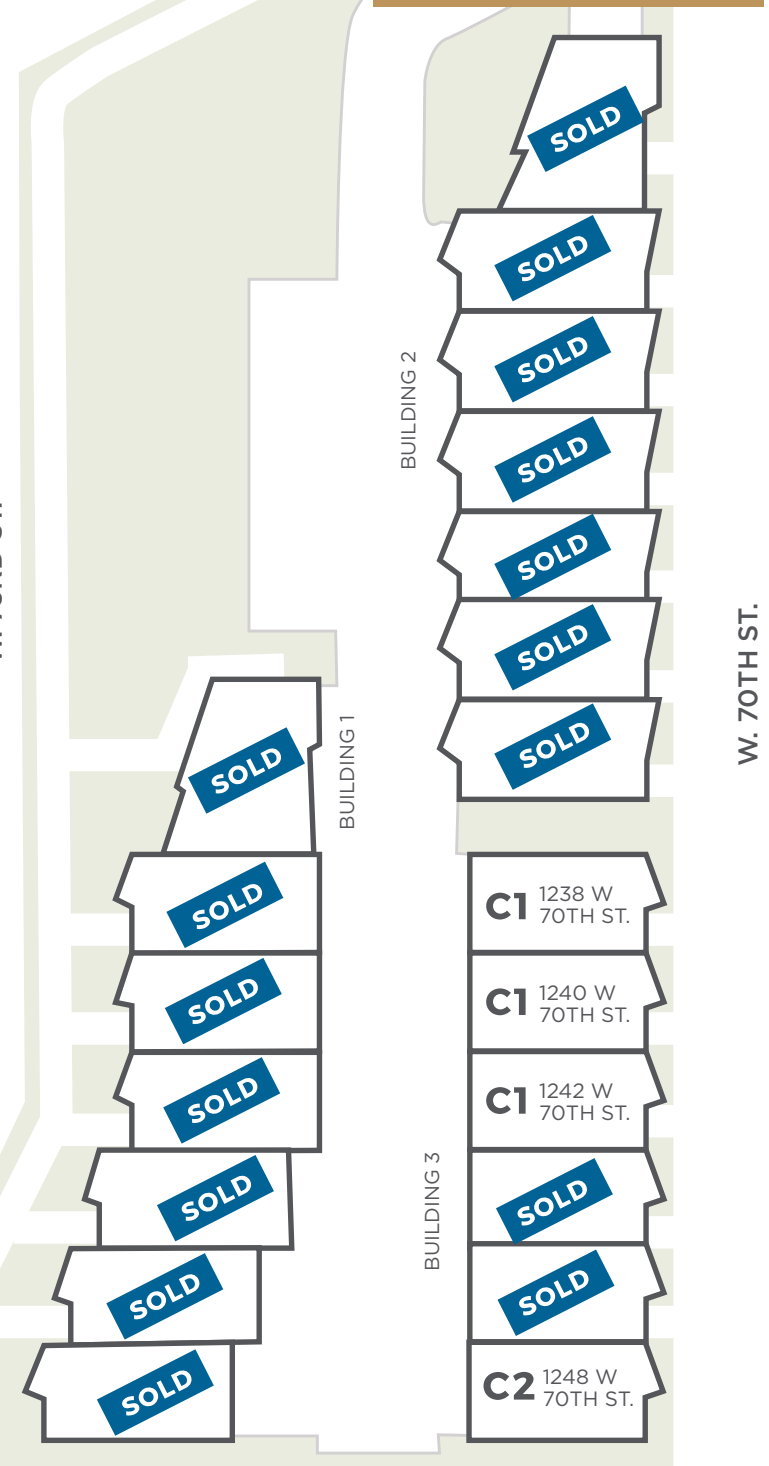 SOLD
SOLD
SOLD
SOLD
SOLD
SOLD
SOLD
BUILDING 2
W. 70TH ST.
SOLD
BUILDING 1
SOLD
SOLD
SOLD
SOLD
SOLD
SOLD
C1 1238 W
70TH ST.
C1 1240 W
70TH ST.
C1 1242 W
70TH ST.
BUILDING 3
SOLD
SOLD
C2 1248 W
70TH ST.